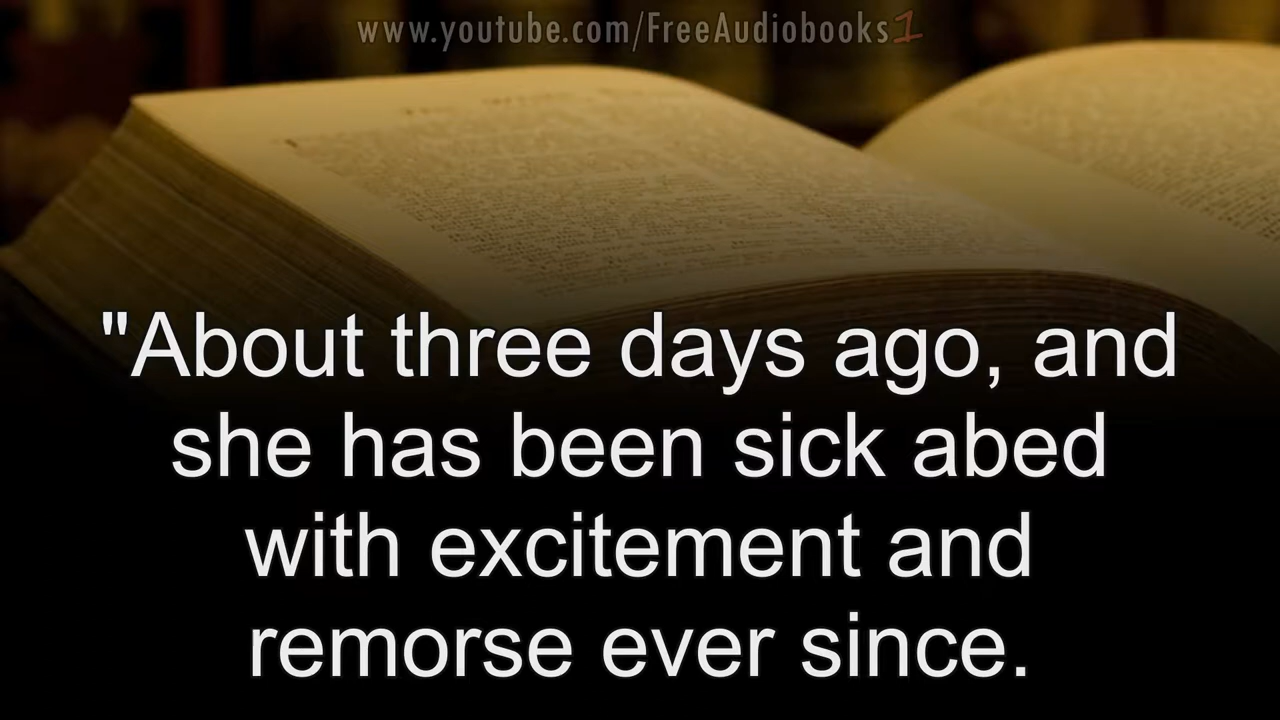 www.youtube.com/FreeAudiobooks1
"About three days ago, and
she has been sick abed
with excitement and
remorse ever since.